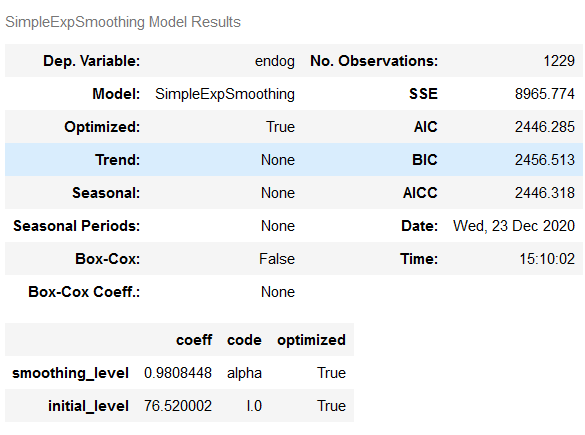 SimpleExpSmoothing Model Results
Dep. Variable: endog No. Observations: 1229
Model: SimpleExpSmoothing SSE 8965.774
Optimized: True AIC 2446.285
Trend: None BIC 2456.513
Seasonal: None AICC 2446.318
Seasonal Periods: None Date: Wed, 23 Dec 2020
Box-Cox: False Time: 15:10:02
Box-Cox Coeff.: None
coeff code optimized
smoothing_level 0.9808448 alpha True
initial_level 76.520002 l.0 True